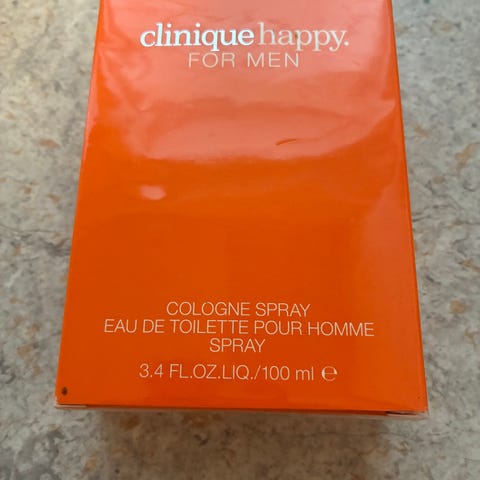 clinique happy.
FOR MEN
COLOGNE SPRAY
EAU DE TOILETTE POUR HOMME
SPRAY
3.4 FL.OZ.LIQ./100 ml ℮